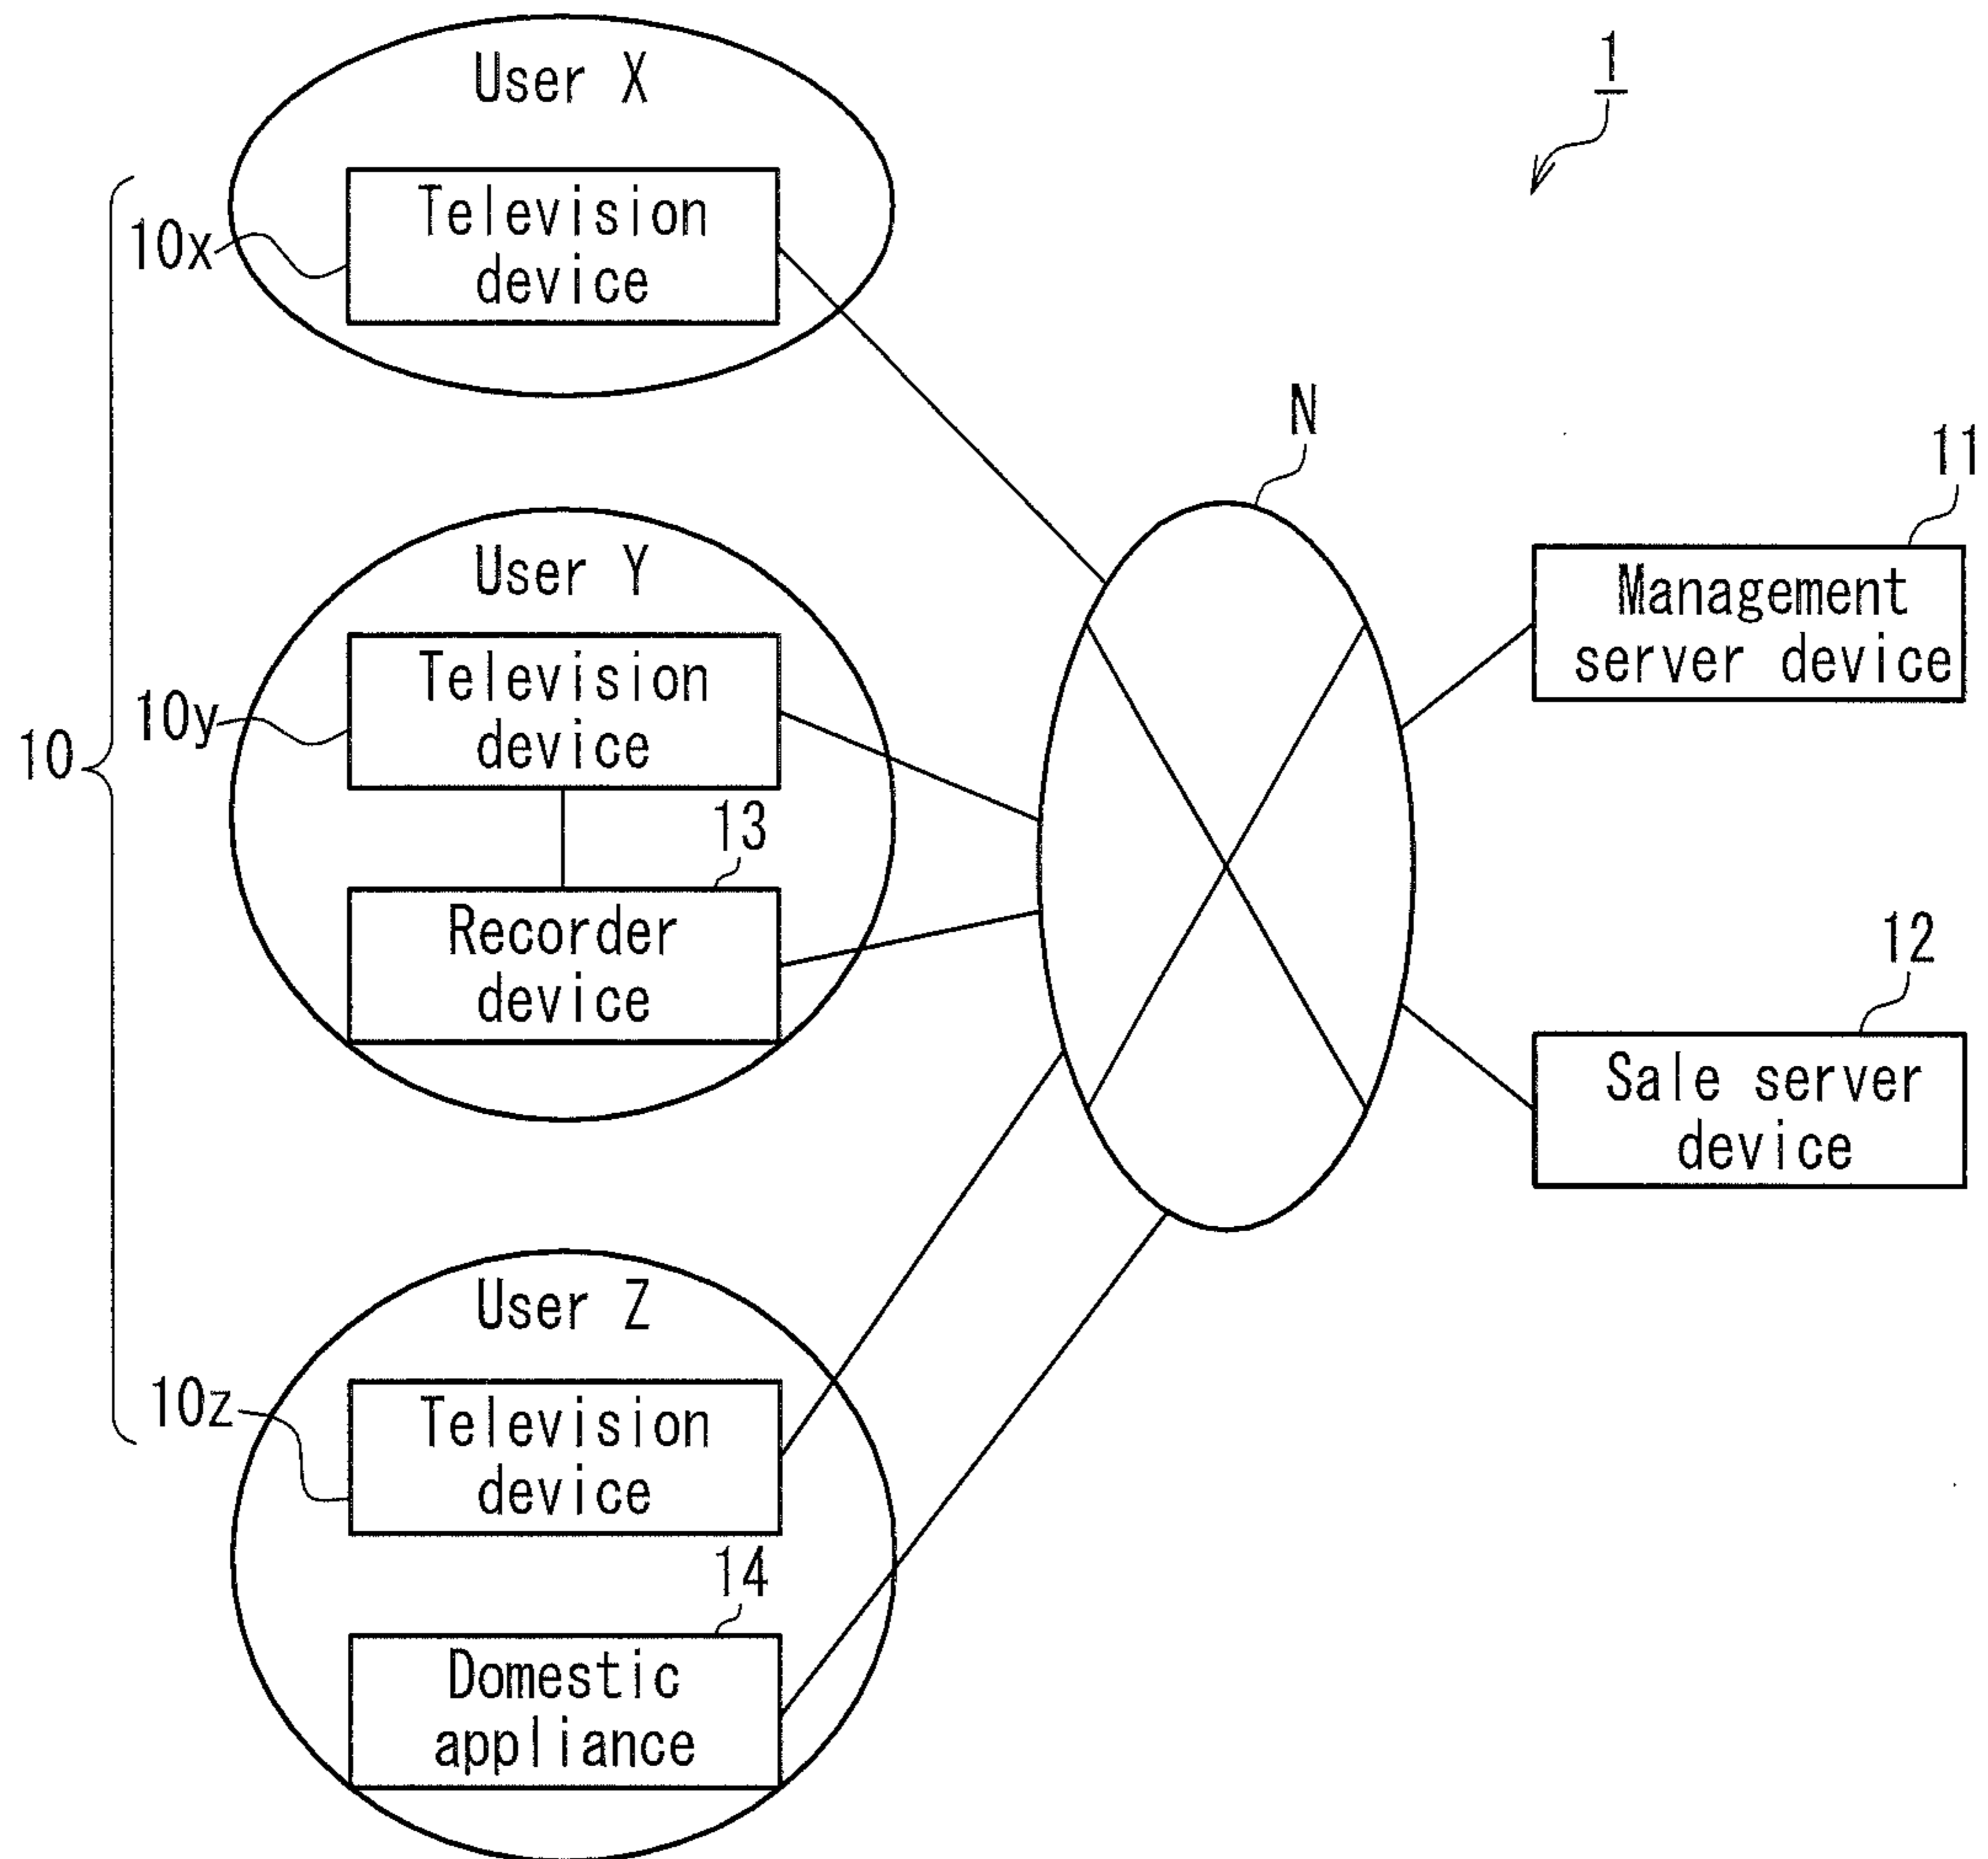 1
User X
Television
device
10x
N
11
Management
server device
User Y
Television
device
10y
10
13
Recorder
device
12
Sale server
device
User Z
Television
device
10z
14
Domestic
appliance